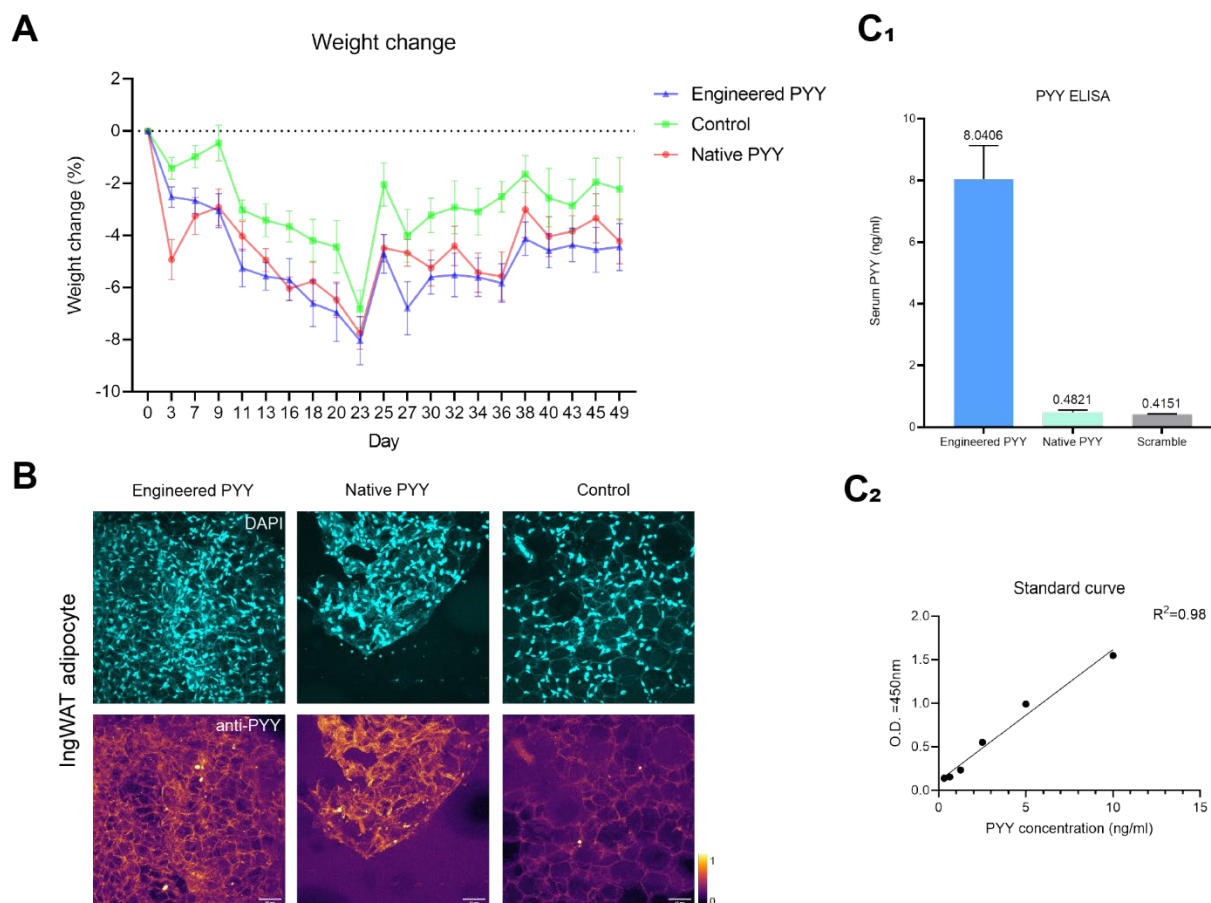 A
Weight change
2
0
-2
-4
-6
-8
-10
Weight change (%)
0 3 7 9 11 13 16 18 20 23 25 27 30 32 34 36 38 40 43 45 49
Day
Engineered PYY
Control
Native PYY
C₁
PYY ELISA
10
8
6
4
2
0
Serum PYY (ng/ml)
8.0406
0.4821
0.4151
Engineered PYY Native PYY Scramble
B
Engineered PYY Native PYY Control
IngWAT adipocyte
DAPI
anti-PYY
1
0
C₂
Standard curve
R²=0.98
2.0
1.5
1.0
0.5
0.0
O.D. =450nm
0 5 10 15
PYY concentration (ng/ml)